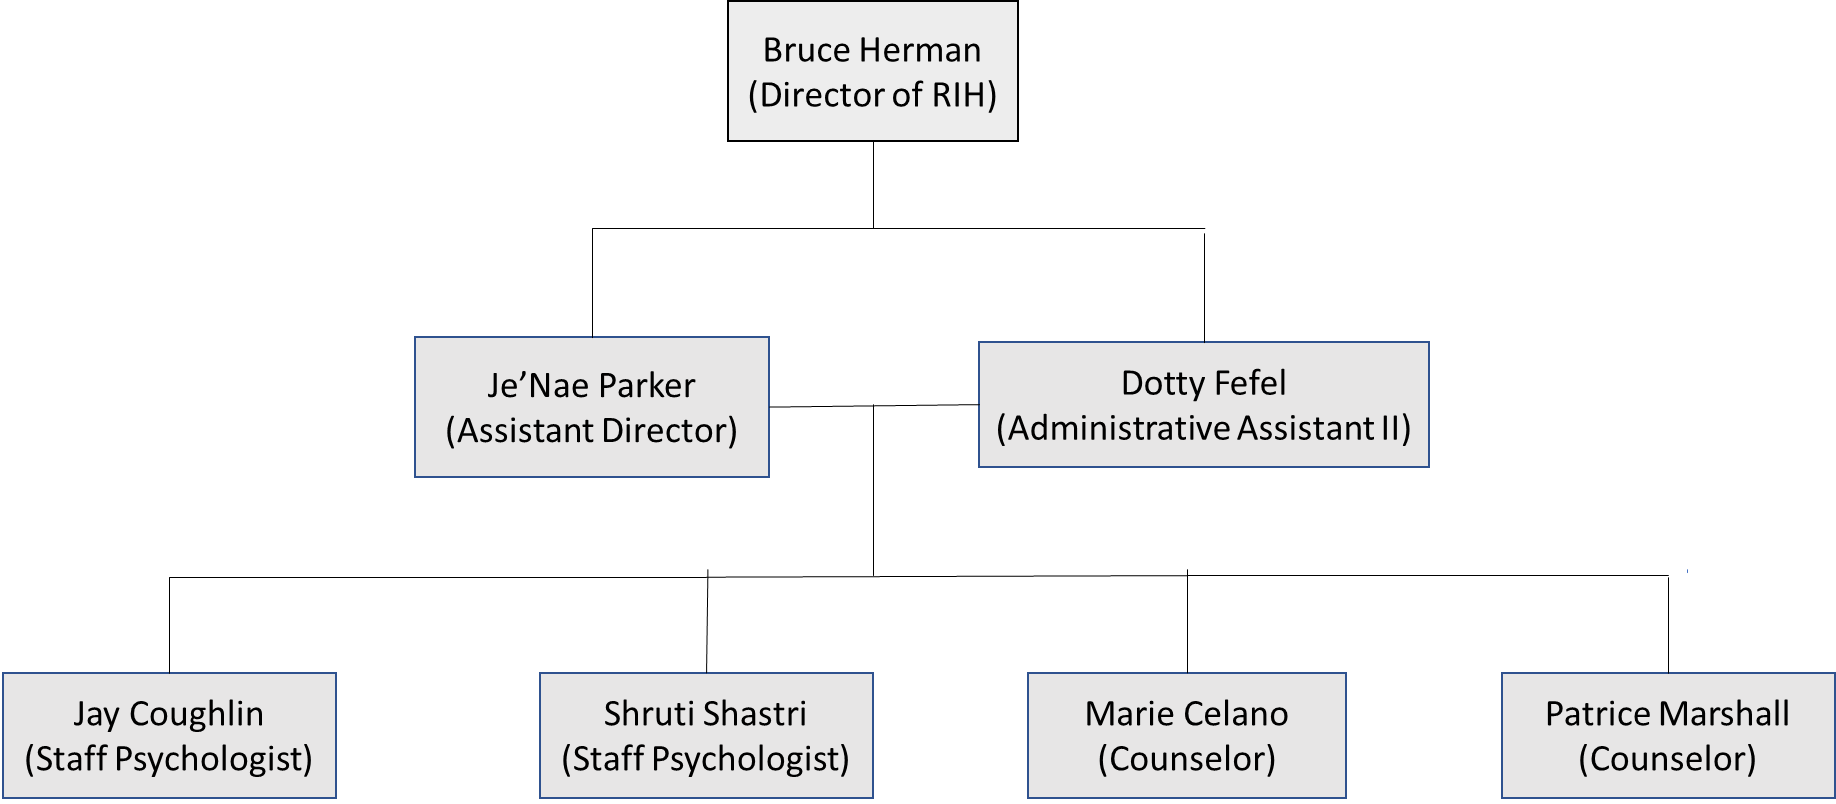 Bruce Herman
(Director of RIH)
Je’Nae Parker
(Assistant Director)
Dotty Fefel
(Administrative Assistant II)
Jay Coughlin
(Staff Psychologist)
Shruti Shastri
(Staff Psychologist)
Marie Celano
(Counselor)
Patrice Marshall
(Counselor)